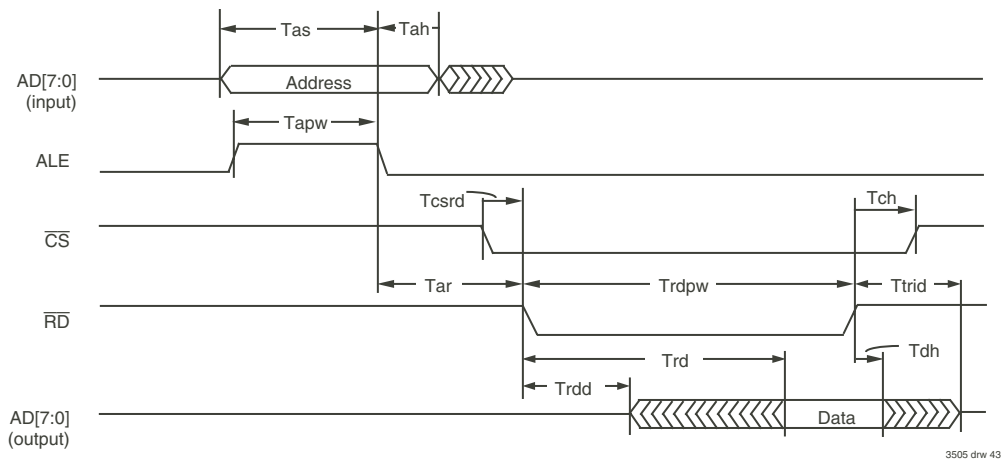 Tas
Tah
AD[7:0]
(input)
Address
Tapw
ALE
Tcsrd
Tch
CS
Tar
Trdpw
Ttrid
RD
Trd
Tdh
Trdd
AD[7:0]
(output)
Data
3505 drw 43